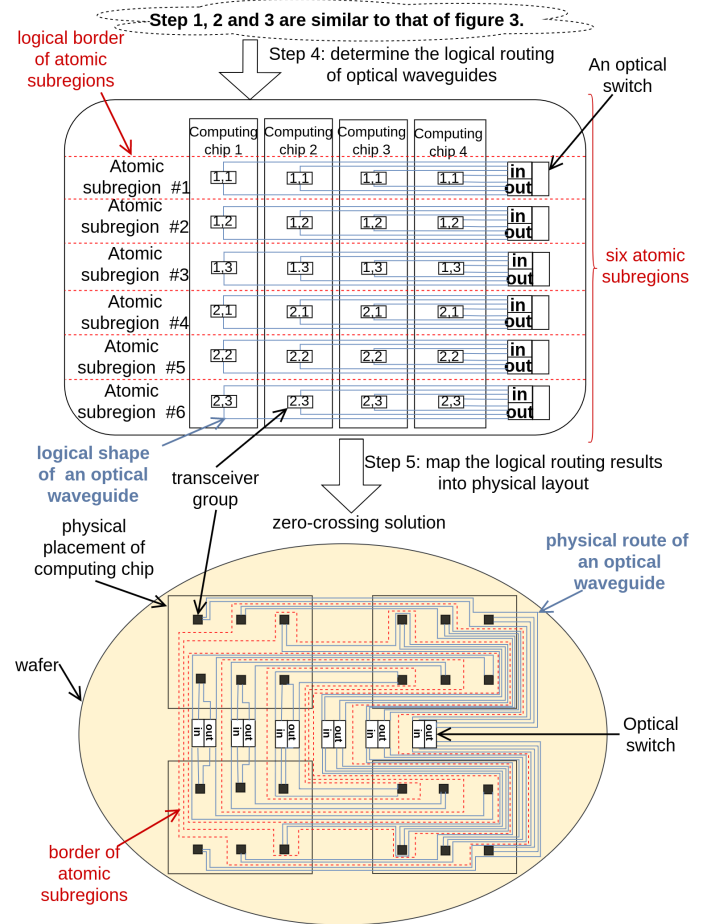 Step 1, 2 and 3 are similar to that of figure 3.
logical border
of atomic
subregions
Step 4: determine the logical routing
of optical waveguides
An optical
switch
Computing
chip 1
Computing
chip 2
Computing
chip 3
Computing
chip 4
Atomic
subregion #1
1,1
1,1
1,1
1,1
in
out
Atomic
subregion #2
1,2
1,2
1,2
1,2
in
out
Atomic
subregion #3
1,3
1.3
1,3
1,3
in
out
six atomic
subregions
Atomic
subregion #4
2,1
2.1
2,1
2,1
in
out
Atomic
subregion #5
2,2
2.2
2,2
2.2
in
out
Atomic
subregion #6
2,3
2.3
2,3
2,3
in
out
logical shape
of an optical
waveguide
transceiver
group
Step 5: map the logical routing results
into physical layout
zero-crossing solution
physical
placement of
computing chip
physical route of
an optical
waveguide
wafer
out
in
out
in
out
in
out
in
out
in
out
in
Optical
switch
border of
atomic
subregions